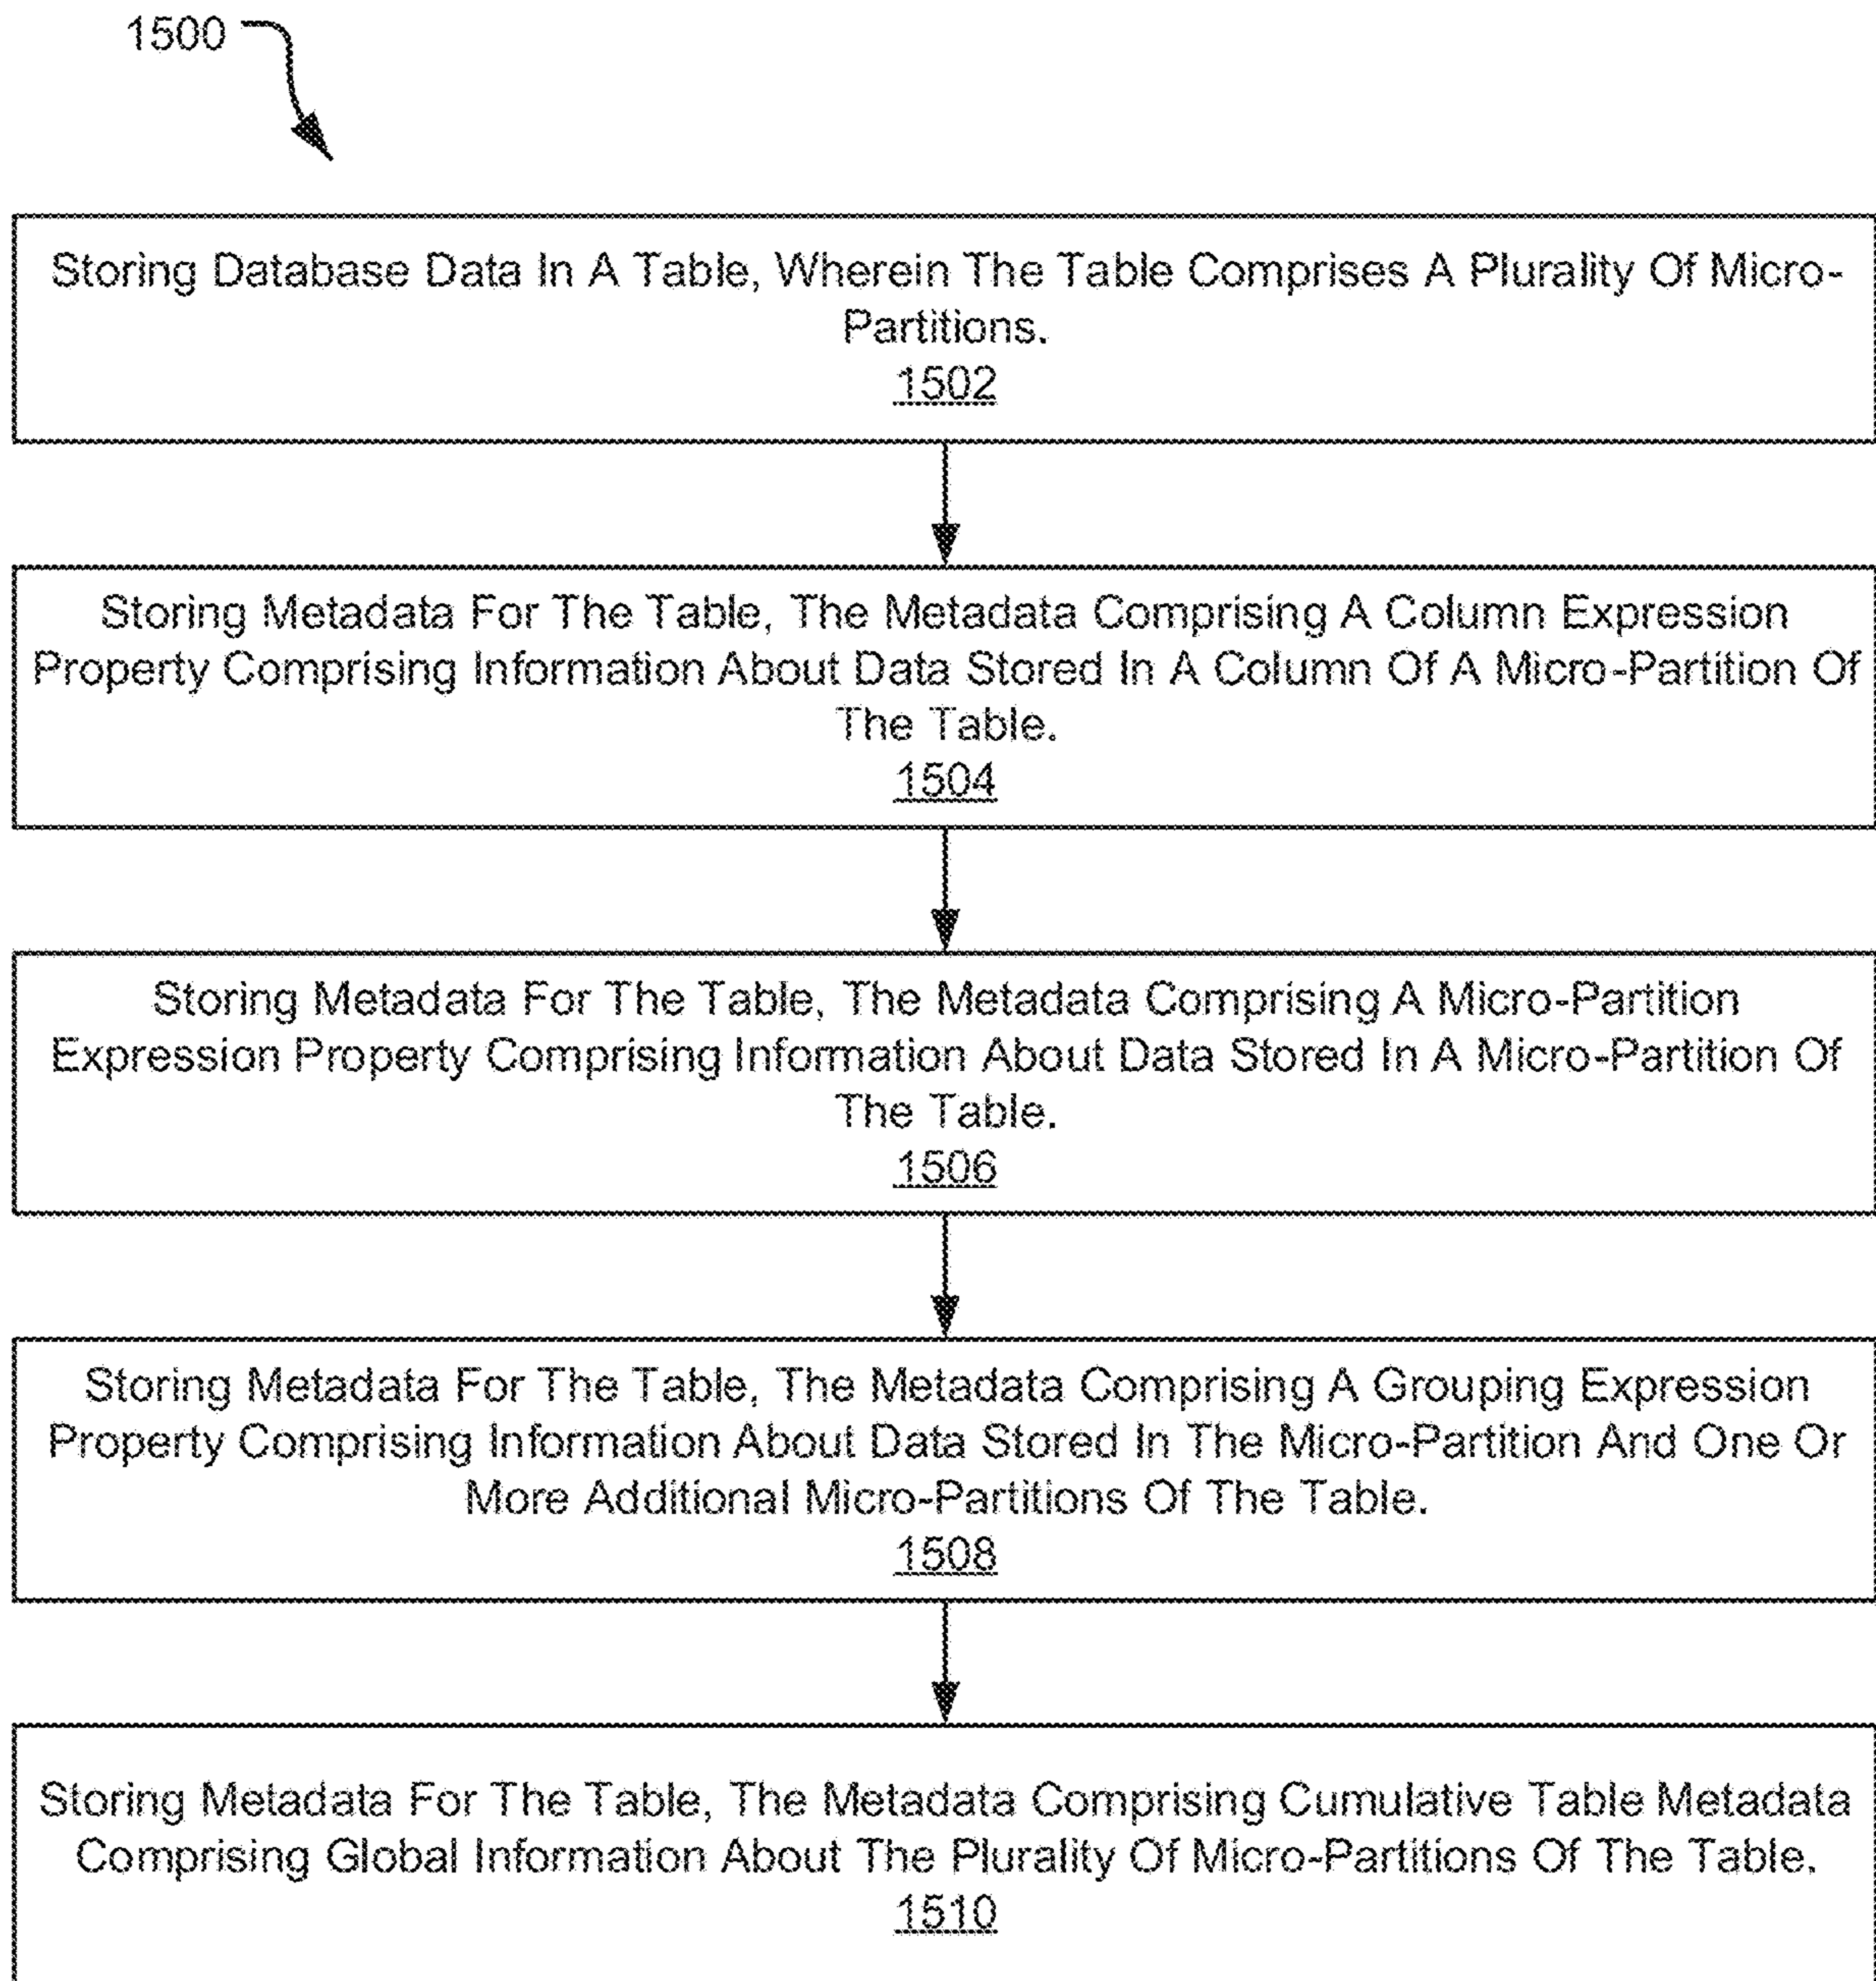 1500
Storing Database Data In A Table, Wherein The Table Comprises A Plurality Of Micro-
Partitions.
1502
Storing Metadata For The Table, The Metadata Comprising A Column Expression
Property Comprising Information About Data Stored In A Column Of A Micro-Partition Of
The Table.
1504
Storing Metadata For The Table, The Metadata Comprising A Micro-Partition
Expression Property Comprising Information About Data Stored In A Micro-Partition Of
The Table.
1506
Storing Metadata For The Table, The Metadata Comprising A Grouping Expression
Property Comprising Information About Data Stored In The Micro-Partition And One Or
More Additional Micro-Partitions Of The Table.
1508
Storing Metadata For The Table, The Metadata Comprising Cumulative Table Metadata
Comprising Global Information About The Plurality Of Micro-Partitions Of The Table.
1510